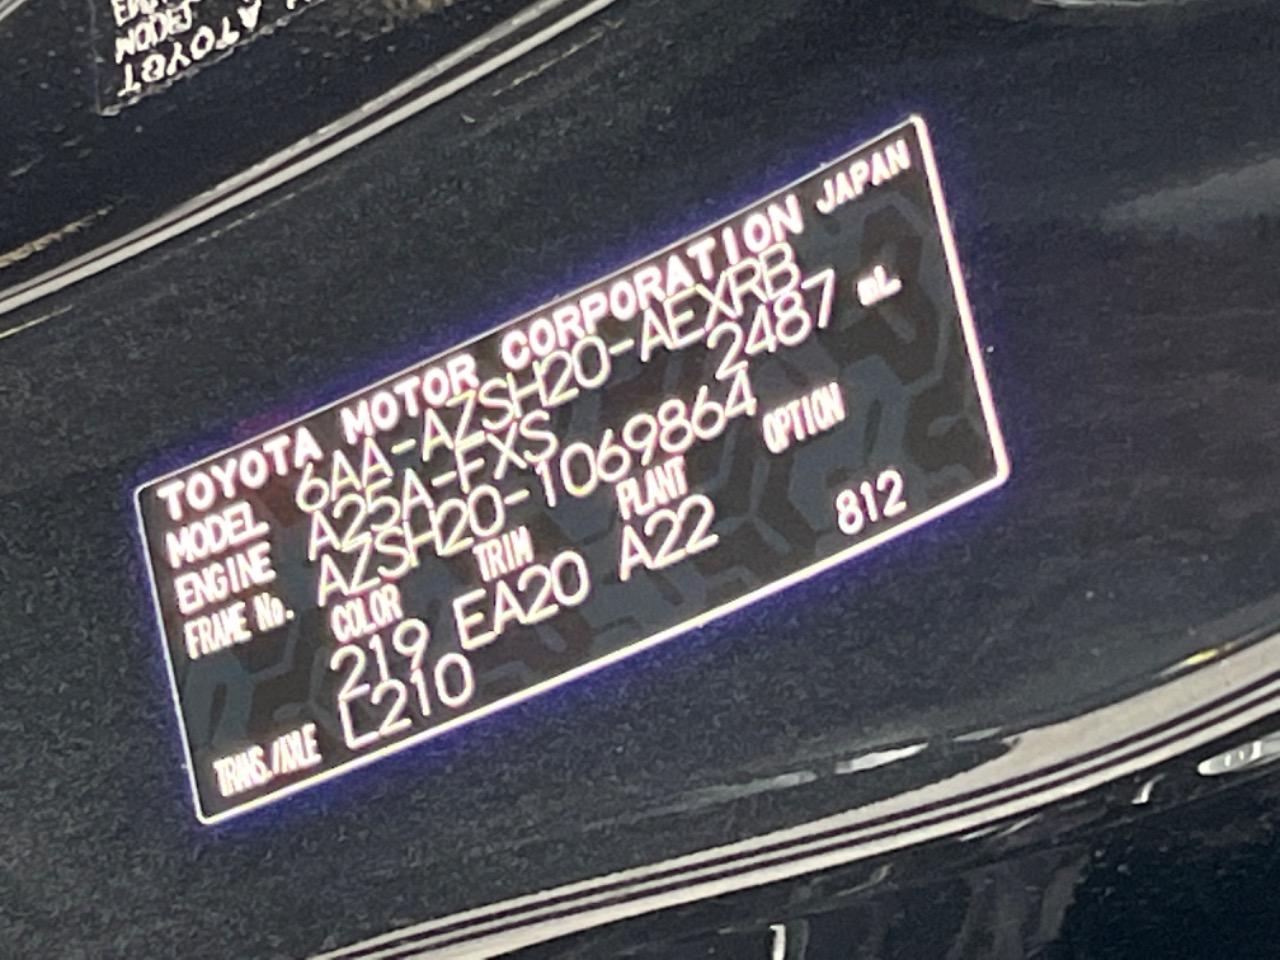 TOYOTA MOTOR CORPORATION JAPAN
MODEL 6AA-AZSH20-AEXRB
ENGINE A25A-FXS 2487 mL
FRAME No. AZSH20-1069864
COLOR TRIM PLANT OPTION
219 EA20 A22 812
TRANS./AXLE [210